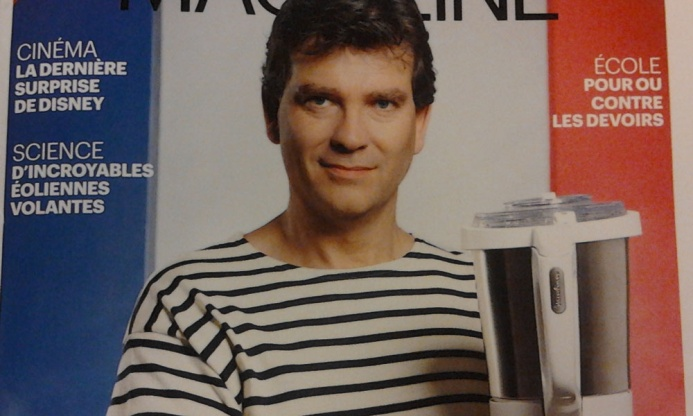 CINÉMA
LA DERNIÈRE
SURPRISE
DE DISNEY
SCIENCE
D'INCROYABLES
ÉOLIENNES
VOLANTES
ÉCOLE
POUR OU
CONTRE
LES DEVOIRS